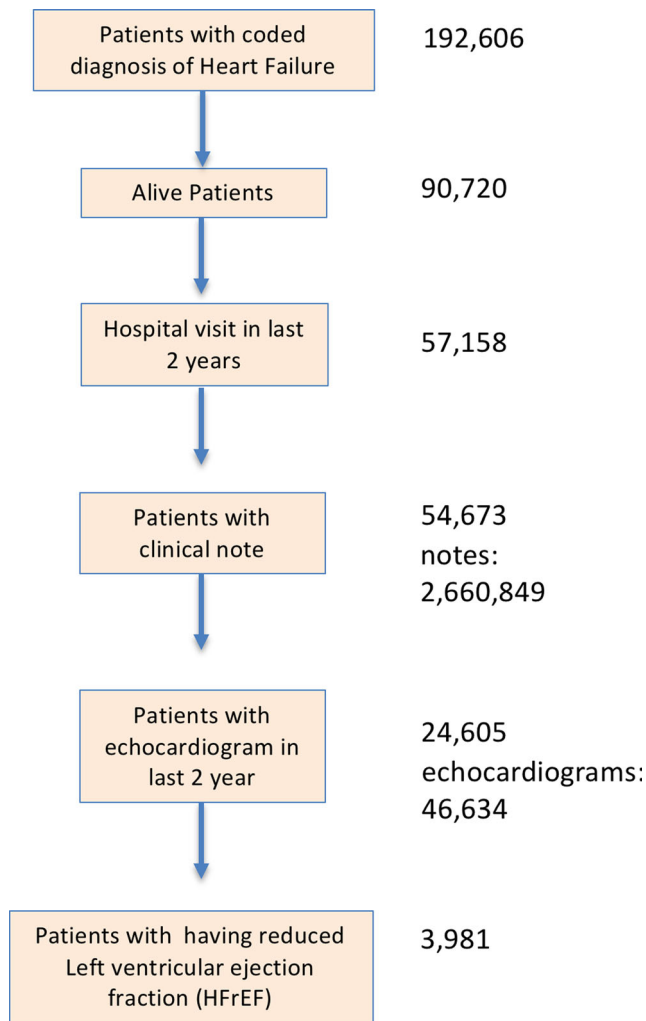 Patients with coded
diagnosis of Heart Failure
192,606
Alive Patients
90,720
Hospital visit in last
2 years
57,158
Patients with
clinical note
54,673
notes:
2,660,849
Patients with
echocardiogram in
last 2 year
24,605
echocardiograms:
46,634
Patients with having reduced
Left ventricular ejection
fraction (HFrEF)
3,981